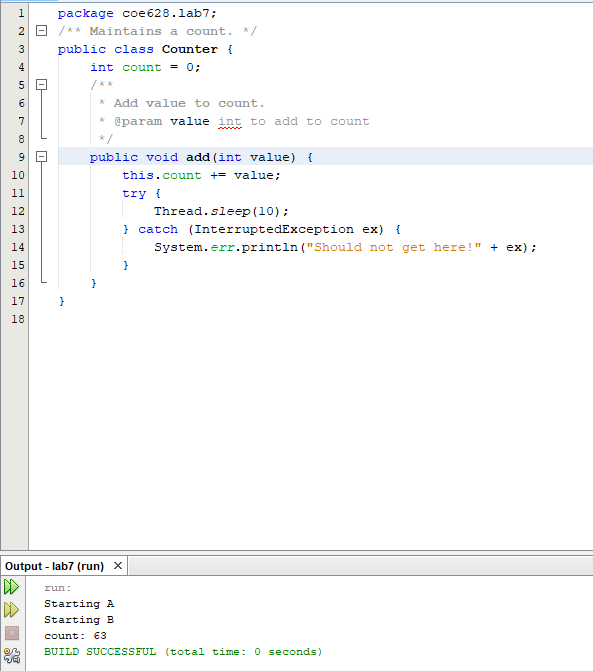 1 package coe628.lab7;
2 /** Maintains a count. */
3 public class Counter {
4 int count = 0;
5 /**
6 * Add value to count.
7 * @param value int to add to count
8 */
9 public void add(int value) {
10 this.count += value;
11 try {
12 Thread.sleep(10);
13 } catch (InterruptedException ex) {
14 System.err.println("Should not get here!" + ex);
15 }
16 }
17 }
18
Output - lab7 (run) ×
run:
Starting A
Starting B
count: 63
BUILD SUCCESSFUL (total time: 0 seconds)